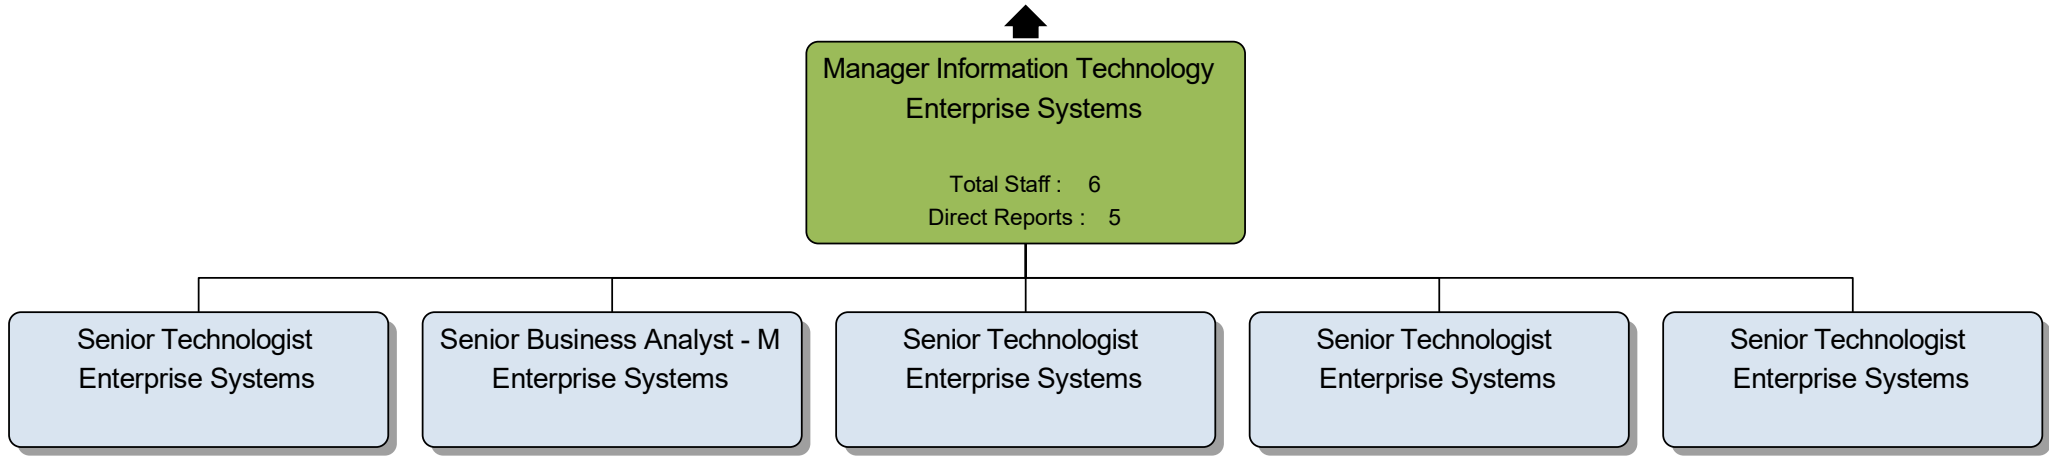 Manager Information Technology
Enterprise Systems
Total Staff : 6
Direct Reports : 5
Senior Technologist
Enterprise Systems
Senior Business Analyst - M
Enterprise Systems
Senior Technologist
Enterprise Systems
Senior Technologist
Enterprise Systems
Senior Technologist
Enterprise Systems